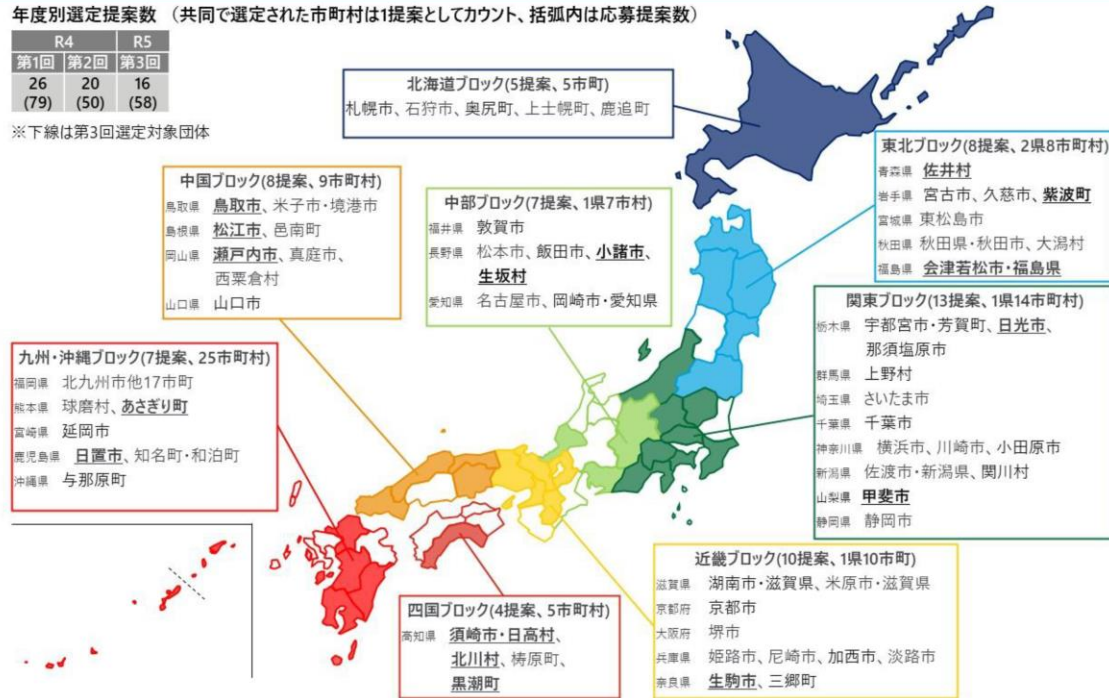 年度別選定提案数 (共同で選定された市町村は1提案としてカウント、括弧内は応募提案数)
R4 R5
第1回 第2回 第3回
26 20 16
(79) (50) (58)
※下線は第3回選定対象団体
北海道ブロック(5提案、5市町)
札幌市、石狩市、奥尻町、上士幌町、鹿追町
東北ブロック(8提案、2県8市町村)
青森県 佐井村
岩手県 宮古市、久慈市、紫波町
宮城県 東松島市
秋田県 秋田県・秋田市、大潟村
福島県 会津若松市・福島県
中国ブロック(8提案、9市町村)
鳥取県 鳥取市、米子市・境港市
島根県 松江市、邑南町
岡山県 瀬戸内市、真庭市、
西粟倉村
山口県 山口市
中部ブロック(7提案、1県7市村)
福井県 敦賀市
長野県 松本市、飯田市、小諸市、
生坂村
愛知県 名古屋市、岡崎市・愛知県
関東ブロック(13提案、1県14市町村)
栃木県 宇都宮市・芳賀町、日光市、
那須塩原市
群馬県 上野村
埼玉県 さいたま市
千葉県 千葉市
神奈川県 横浜市、川崎市、小田原市
新潟県 佐渡市・新潟県、関川村
山梨県 甲斐市
静岡県 静岡市
九州・沖縄ブロック(7提案、25市町村)
福岡県 北九州市他17市町
熊本県 球磨村、あさぎり町
宮崎県 延岡市
鹿児島県 日置市、知名町・和泊町
沖縄県 与那原町
四国ブロック(4提案、5市町村)
高知県 須崎市・日高村、
北川村、梼原町、
黒潮町
近畿ブロック(10提案、1県10市町)
滋賀県 湖南市・滋賀県、米原市・滋賀県
京都府 京都市
大阪府 堺市
兵庫県 姫路市、尼崎市、加西市、淡路市
奈良県 生駒市、三郷町